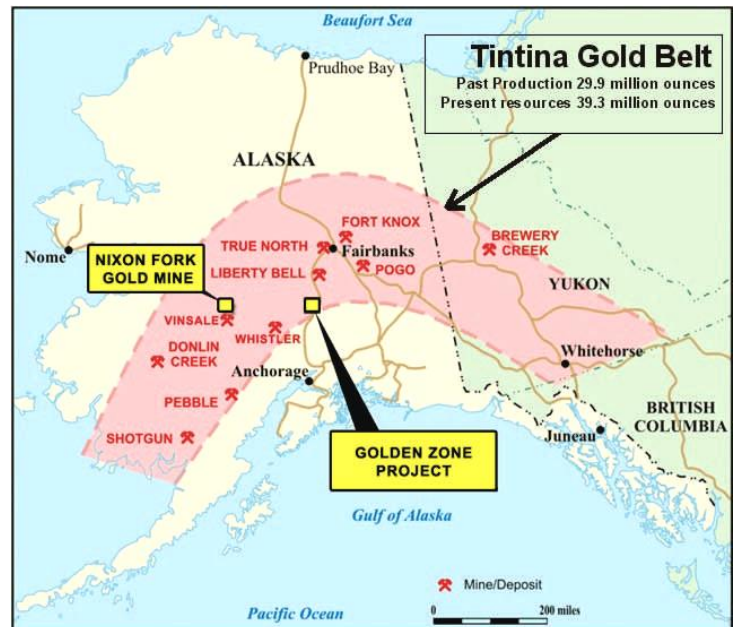 Beaufort Sea
Tintina Gold Belt
Past Production 29.9 million ounces
Present resources 39.3 million ounces
Prudhoe Bay
ALASKA
FORT KNOX
TRUE NORTH
Fairbanks
BREWERY
CREEK
Nome
NIXON FORK
GOLD MINE
LIBERTY BELL
POGO
YUKON
VINSALE
WHISTLER
DONLIN
CREEK
Whitehorse
Anchorage
PEBBLE
BRITISH
COLUMBIA
SHOTGUN
GOLDEN ZONE
PROJECT
Juneau
Gulf of Alaska
Mine/Deposit
Pacific Ocean
0 200 miles